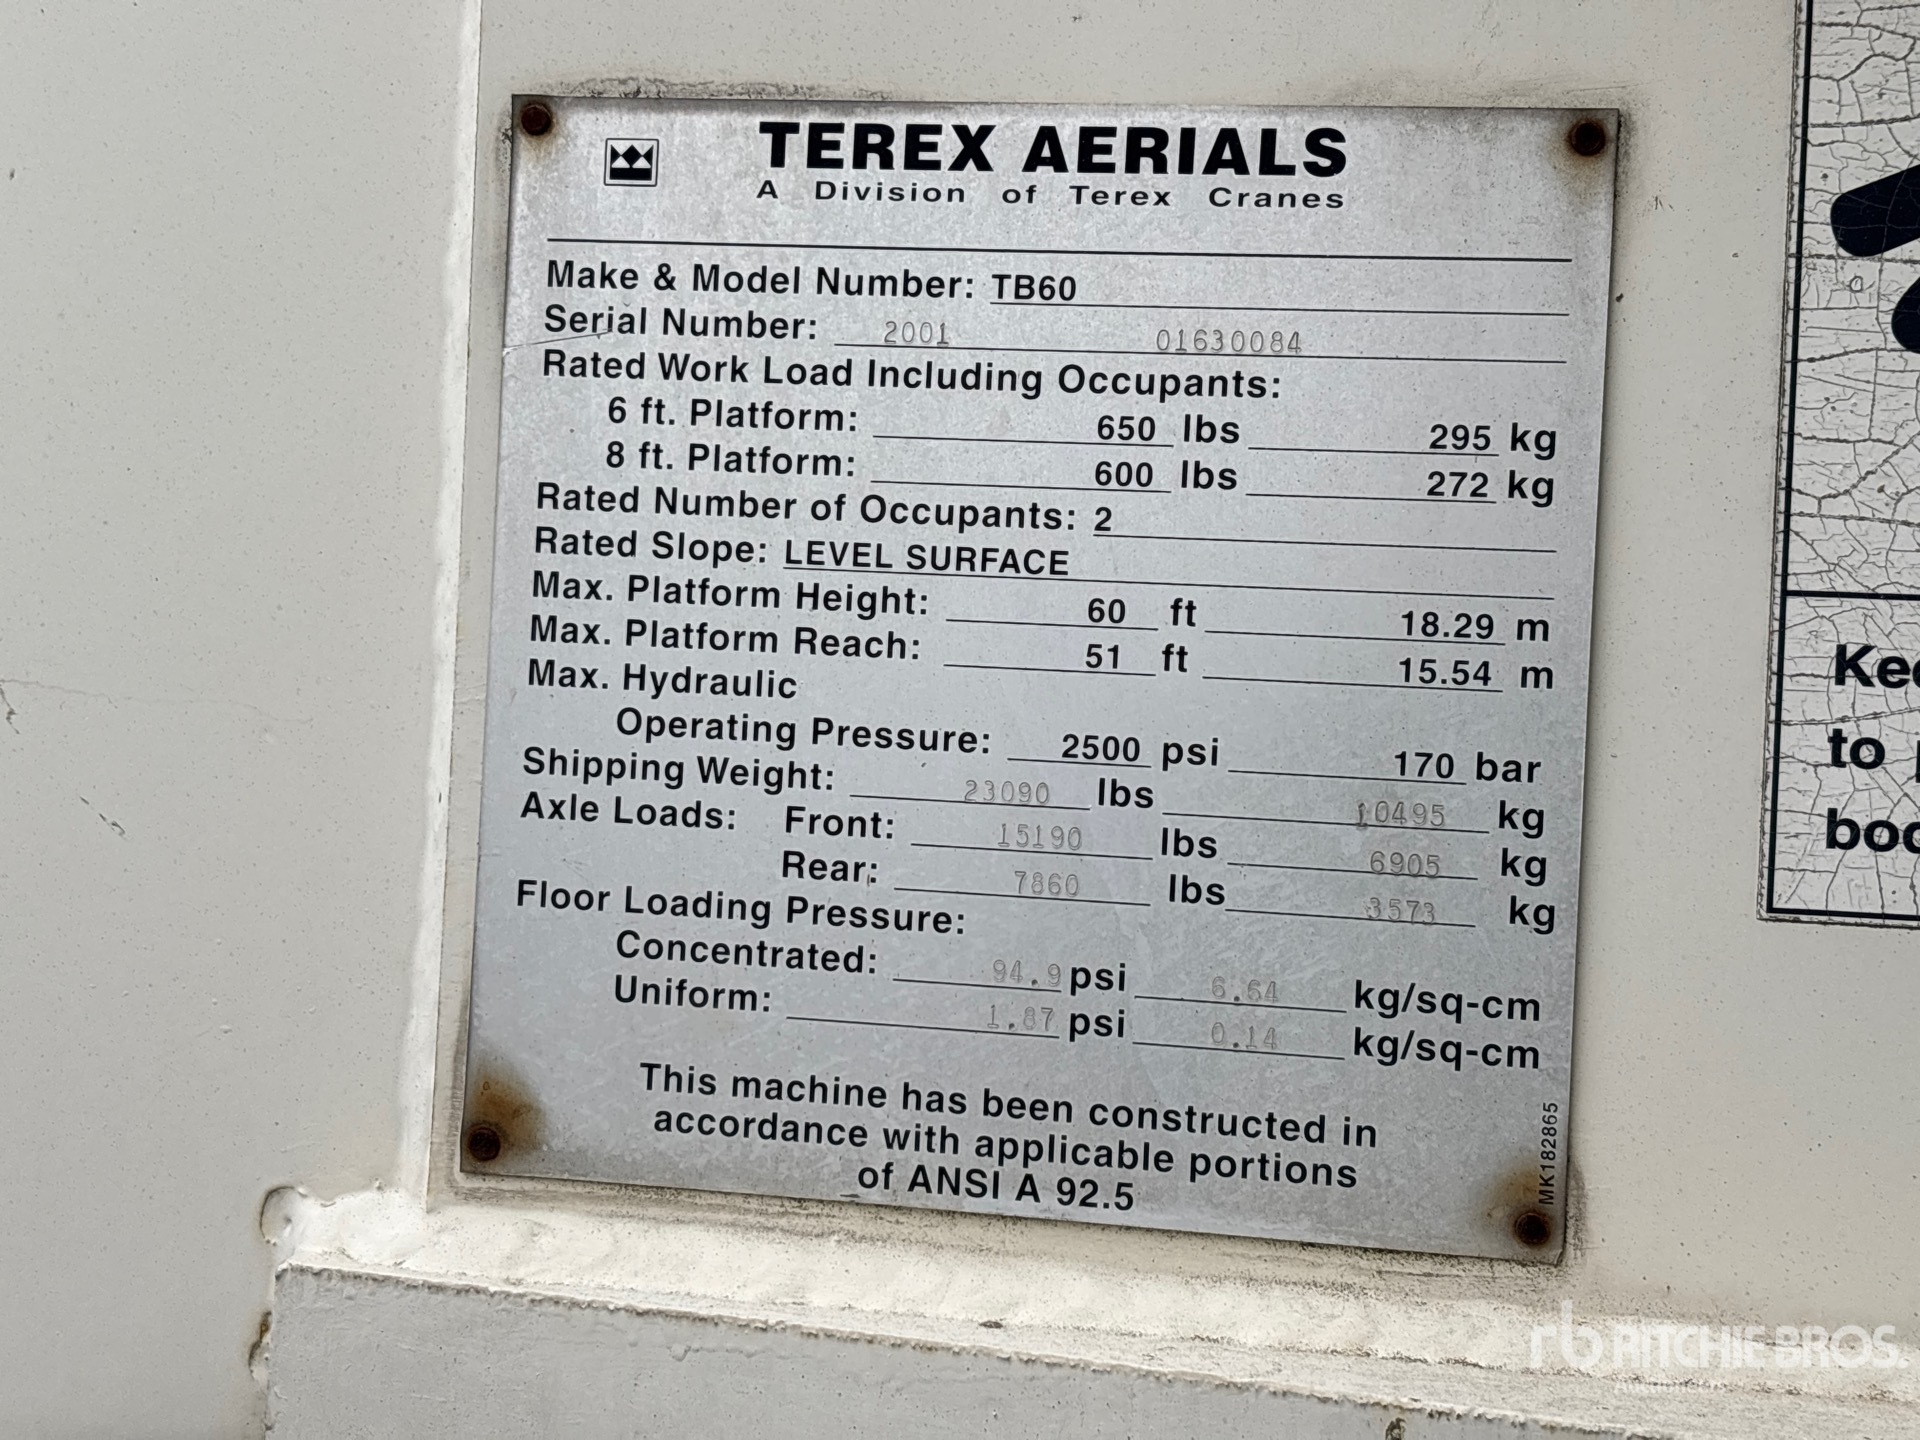 TEREX AERIALS
A Division of Terex Cranes
Make & Model Number: TB60
Serial Number: 2001 01630084
Rated Work Load Including Occupants:
6 ft. Platform: 650 lbs 295 kg
8 ft. Platform: 600 lbs 272 kg
Rated Number of Occupants: 2
Rated Slope: LEVEL SURFACE
Max. Platform Height: 60 ft 18.29 m
Max. Platform Reach: 51 ft 15.54 m
Max. Hydraulic
Operating Pressure: 2500 psi 170 bar
Shipping Weight: 23090 lbs 10495 kg
Axle Loads: Front: 15190 lbs 6905 kg
Rear: 7860 lbs 3573 kg
Floor Loading Pressure:
Concentrated: 94.9 psi 6.64 kg/sq-cm
Uniform: 1.87 psi 0.14 kg/sq-cm
This machine has been constructed in
accordance with applicable portions
of ANSI A 92.5
MK182865
to
rb RITCHIE BROS.
Auctioneers